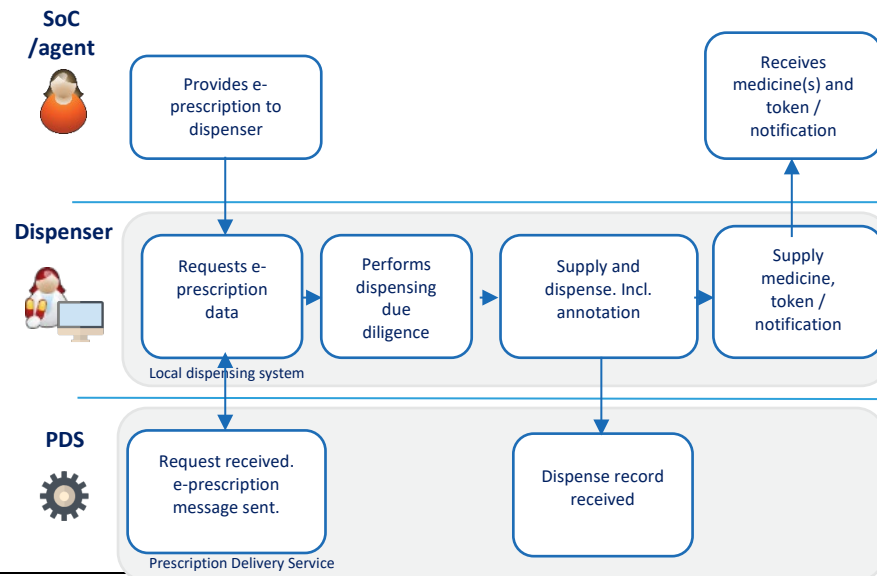 SoC
/agent
Provides e-
prescription to
dispenser
Receives
medicine(s) and
token /
notification
Dispenser
Requests e-
prescription
data
Performs
dispensing
due
diligence
Supply and
dispense. Incl.
annotation
Supply
medicine,
token /
notification
Local dispensing system
PDS
Request received.
e-prescription
message sent.
Dispense record
received
Prescription Delivery Service